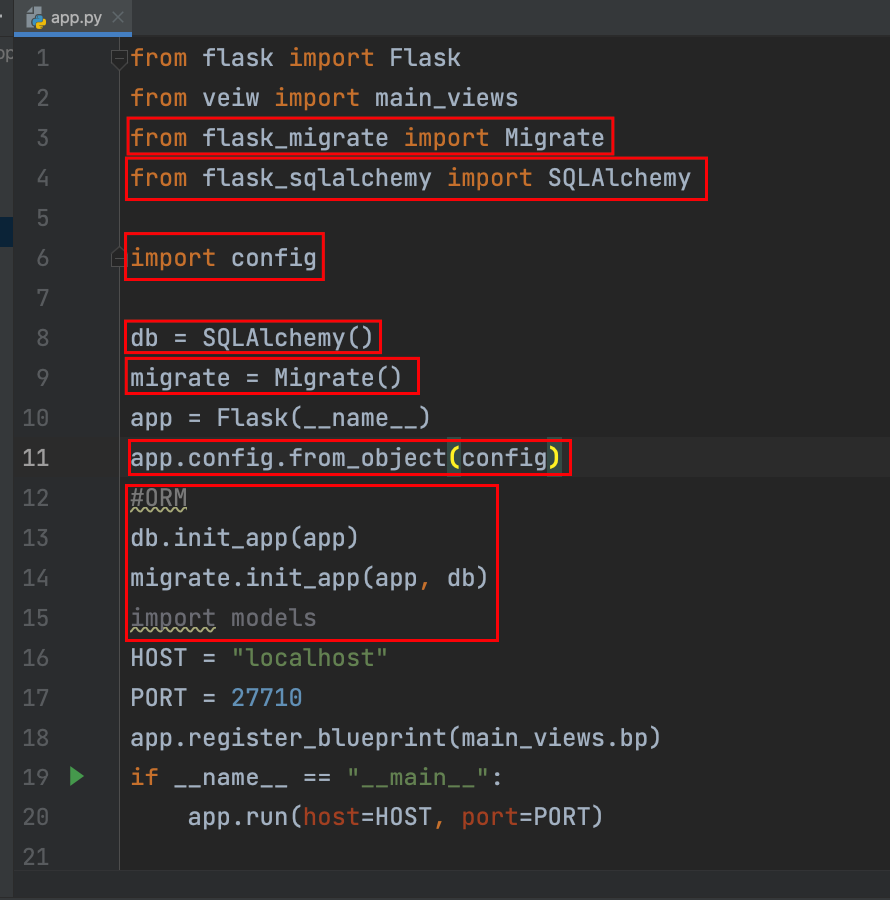 app.py
1 from flask import Flask
2 from veiw import main_views
3 from flask_migrate import Migrate
4 from flask_sqlalchemy import SQLAlchemy
5
6 import config
7
8 db = SQLAlchemy()
9 migrate = Migrate()
10 app = Flask(__name__)
11 app.config.from_object(config)
12 #ORM
13 db.init_app(app)
14 migrate.init_app(app, db)
15 import models
16 HOST = "localhost"
17 PORT = 27710
18 app.register_blueprint(main_views.bp)
19 if __name__ == "__main__":
20     app.run(host=HOST, port=PORT)
21